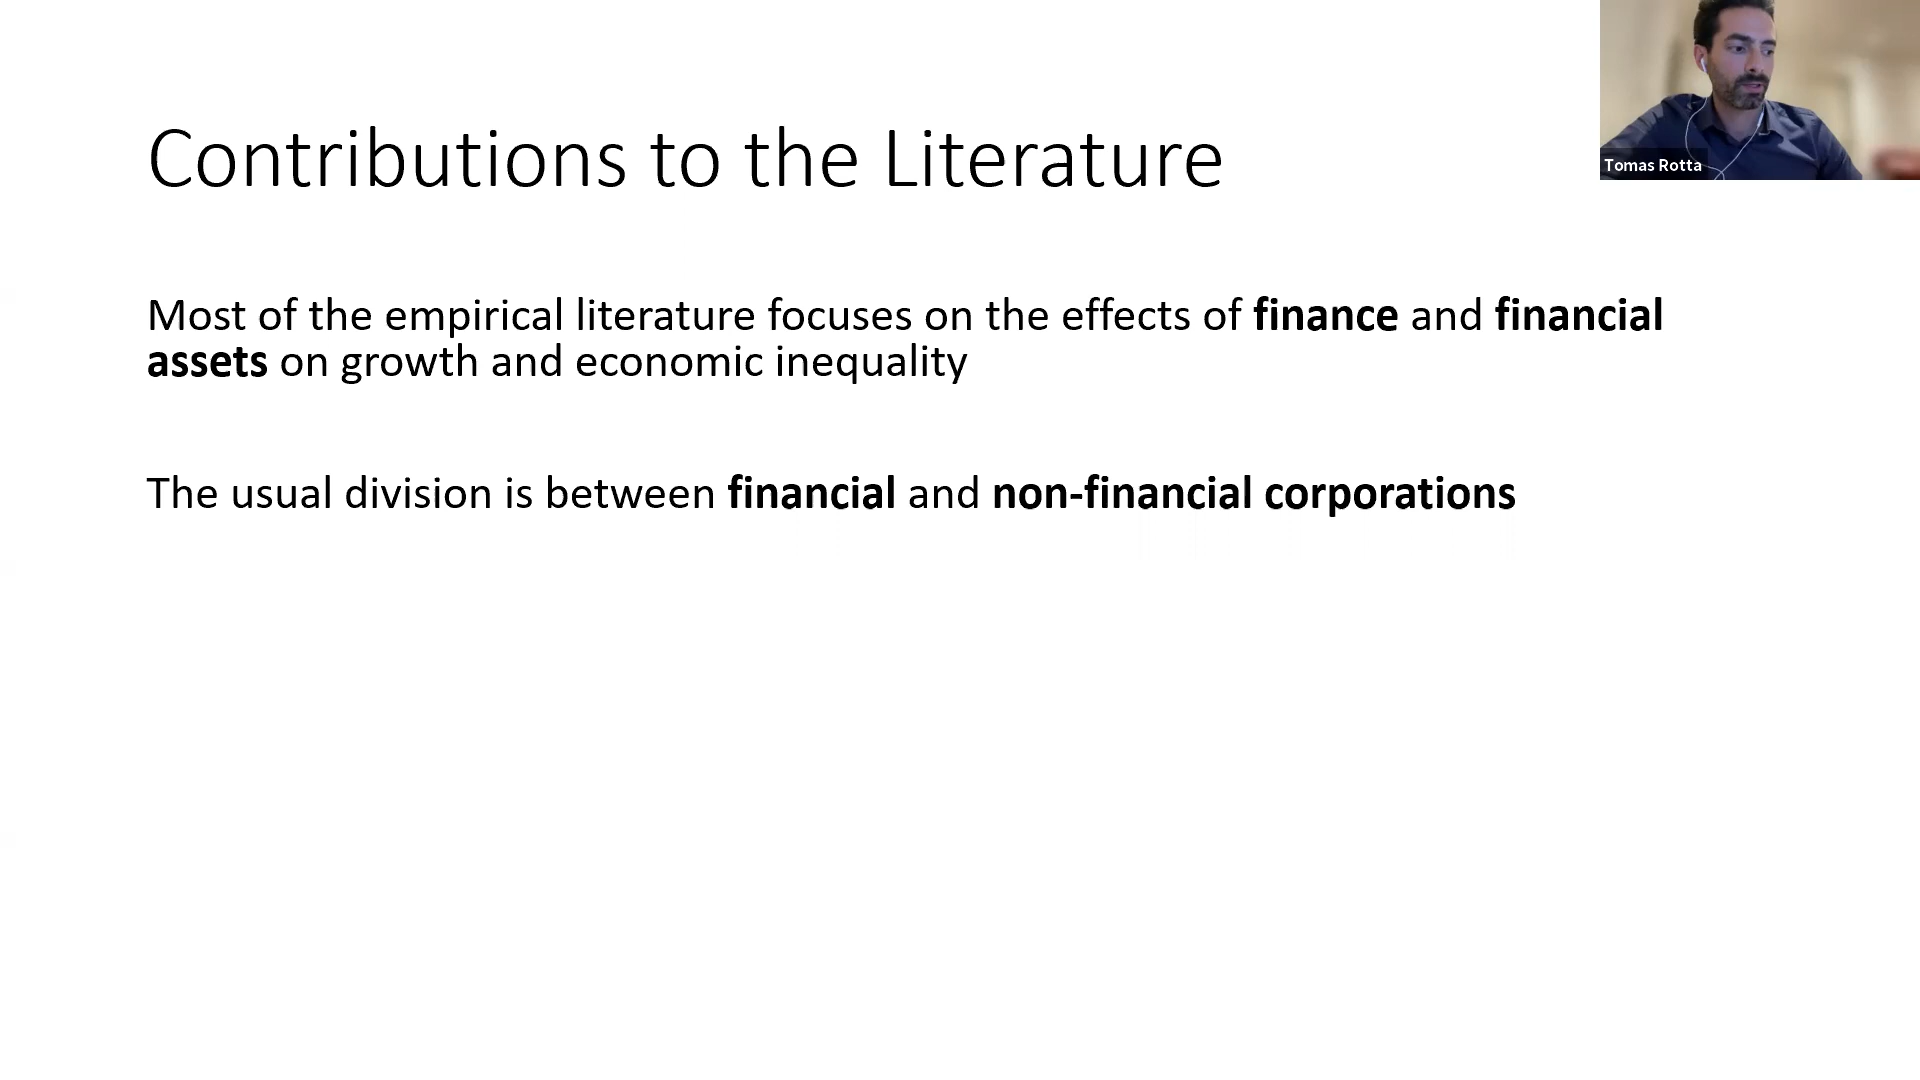 Contributions to the Literature
Tomas Rotta
Most of the empirical literature focuses on the effects of finance and financial
assets on growth and economic inequality
The usual division is between financial and non-financial corporations